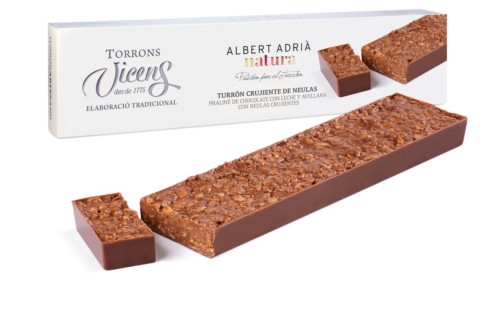 TORRONS
Vicens
des de 1775
ELABORACIÓ TRADICIONAL
ALBERT ADRIÀ
natura
TURRÓN CRUJIENTE DE NEULAS
PRALINÉ DE CHOCOLATE CON LECHE Y AVELLANA
CON NEULAS CRUJIENTES